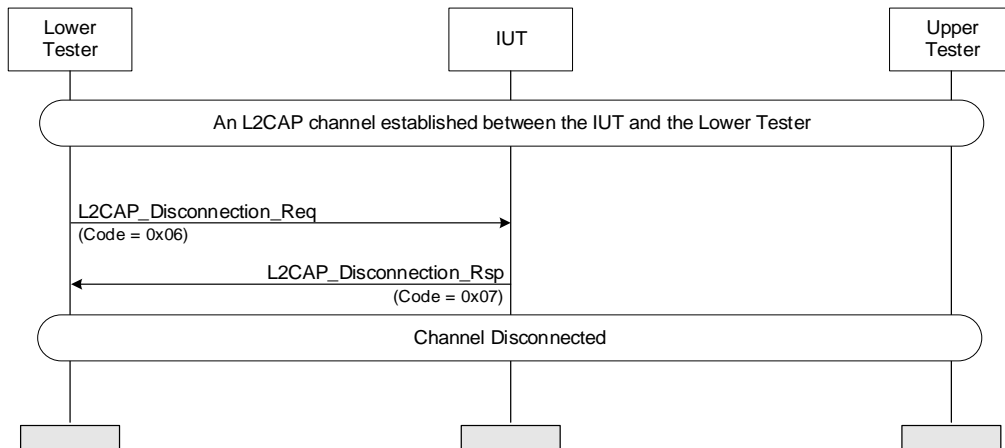 Lower
Tester
IUT
Upper
Tester
An L2CAP channel established between the IUT and the Lower Tester
L2CAP_Disconnection_Req
(Code = 0x06)
L2CAP_Disconnection_Rsp
(Code = 0x07)
Channel Disconnected